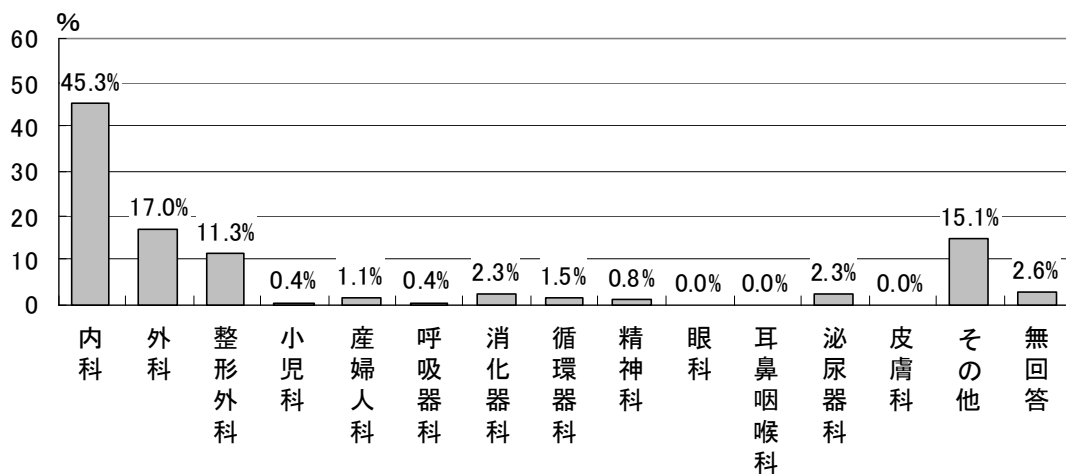 %
60
50
40
30
20
10
0
45.3%
17.0%
11.3%
0.4%
1.1%
0.4%
2.3%
1.5%
0.8%
0.0%
0.0%
2.3%
0.0%
15.1%
2.6%
内科
外科
整形外科
小児科
産婦人科
呼吸器科
消化器科
循環器科
精神科
眼科
耳鼻咽喉科
泌尿器科
皮膚科
その他
無回答